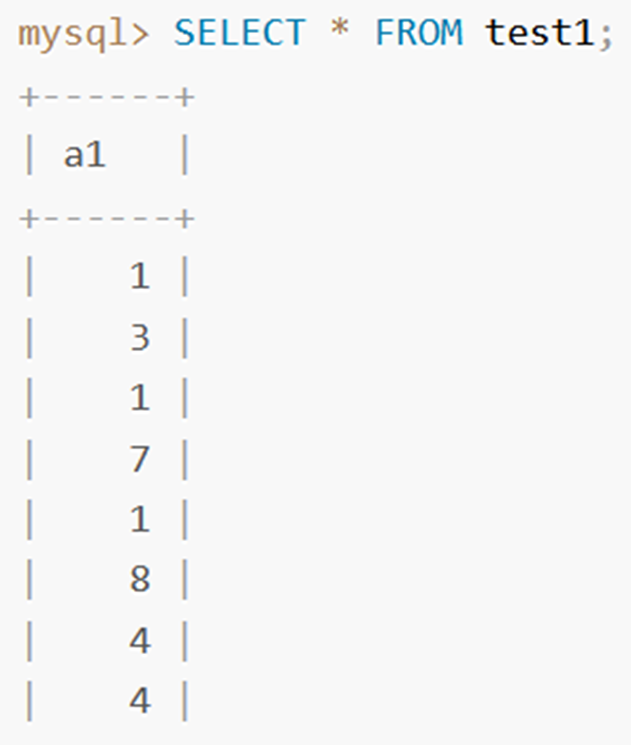 mysql> SELECT * FROM test1;
+------+
| a1   |
+------+
|    1 |
|    3 |
|    1 |
|    7 |
|    1 |
|    8 |
|    4 |
|    4 |